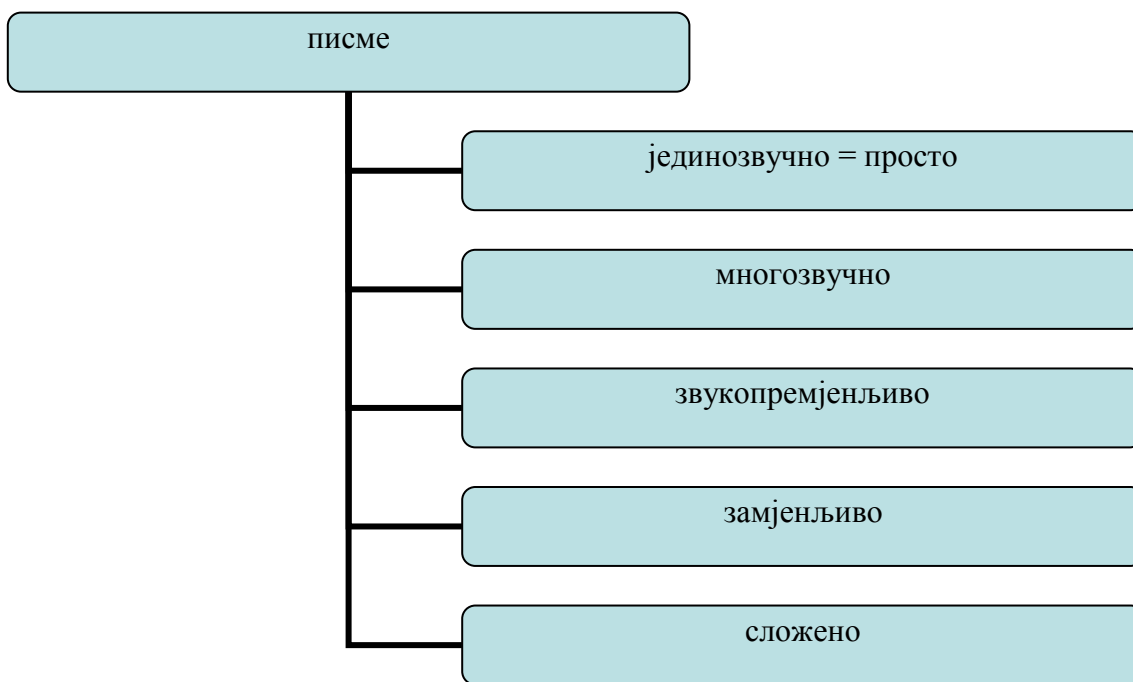 писме
јединозвучно = просто
многозвучно
звукопремјенљиво
замјенљиво
сложено